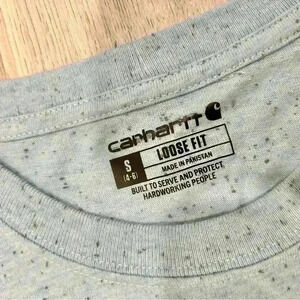 carhartt
S
(4-6)
LOOSE FIT
MADE IN PAKISTAN
BUILT TO SERVE AND PROTECT
HARDWORKING PEOPLE